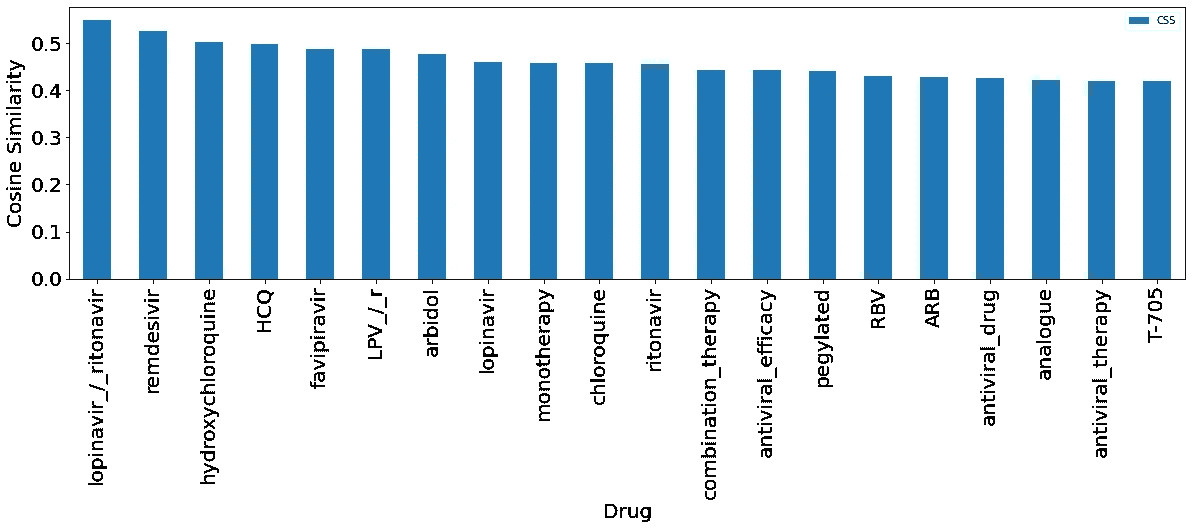 css
Cosine Similarity
0.5
0.4
0.3
0.2
0.1
0.0
lopinavir_/_ritonavir
remdesivir
hydroxychloroquine
HCQ
favipiravir
LPV_/_r
arbidol
lopinavir
monotherapy
chloroquine
ritonavir
combination_therapy
antiviral_efficacy
pegylated
RBV
ARB
antiviral_drug
analogue
antiviral_therapy
T-705
Drug